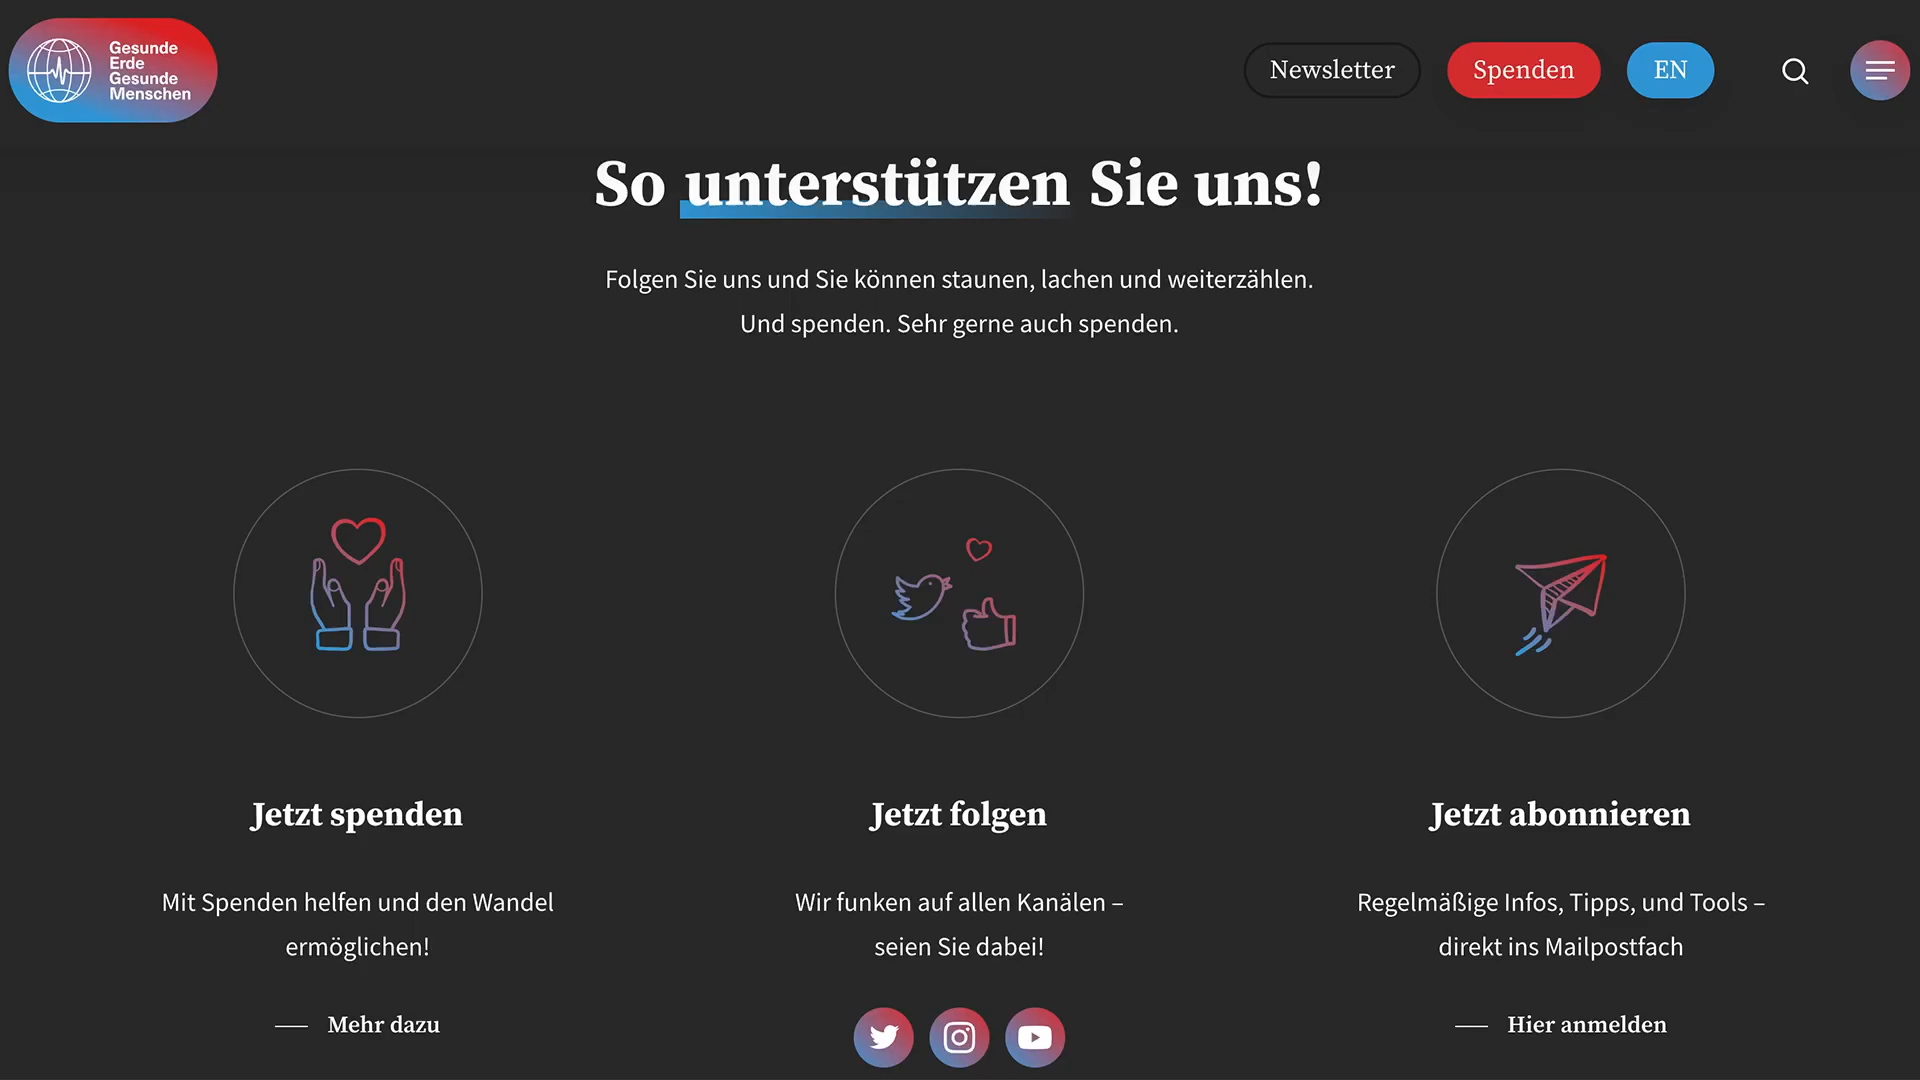 Gesunde
Erde
Gesunde
Menschen
Newsletter
Spenden
EN
So unterstützen Sie uns!
Folgen Sie uns und Sie können staunen, lachen und weiterzählen.
Und spenden. Sehr gerne auch spenden.
Jetzt spenden
Mit Spenden helfen und den Wandel
ermöglichen!
Mehr dazu
Jetzt folgen
Wir funken auf allen Kanälen –
seien Sie dabei!
Jetzt abonnieren
Regelmäßige Infos, Tipps, und Tools –
direkt ins Mailpostfach
Hier anmelden